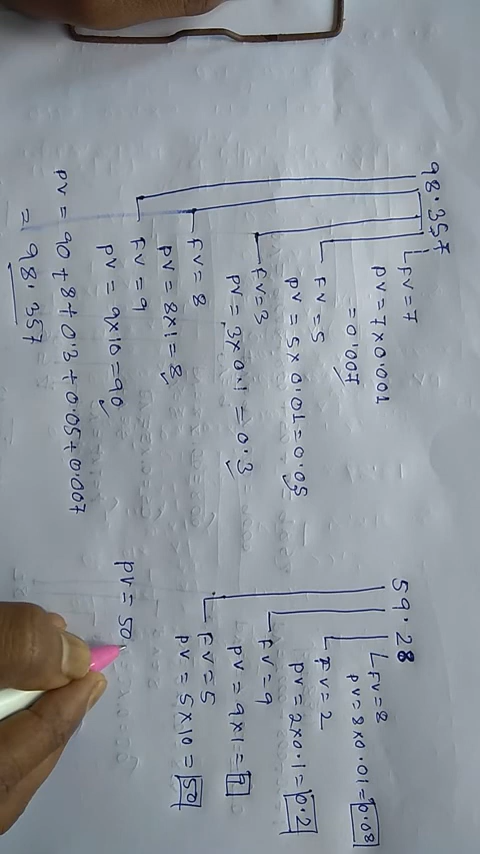 98.357
FV=7
PV=7×0.001
=0.007
FV=5
PV=5×0.01=0.05
FV=3
PV=3×0.1=0.3
FV=8
PV=8×1=8
FV=9
PV=9×10=90
PV=90+8+0.3+0.05+0.007
=98.357
59.28
FV=8
PV=8×0.01=0.08
FV=2
PV=2×0.1=0.2
FV=9
PV=9×1=9
FV=5
PV=5×10=50
PV=50